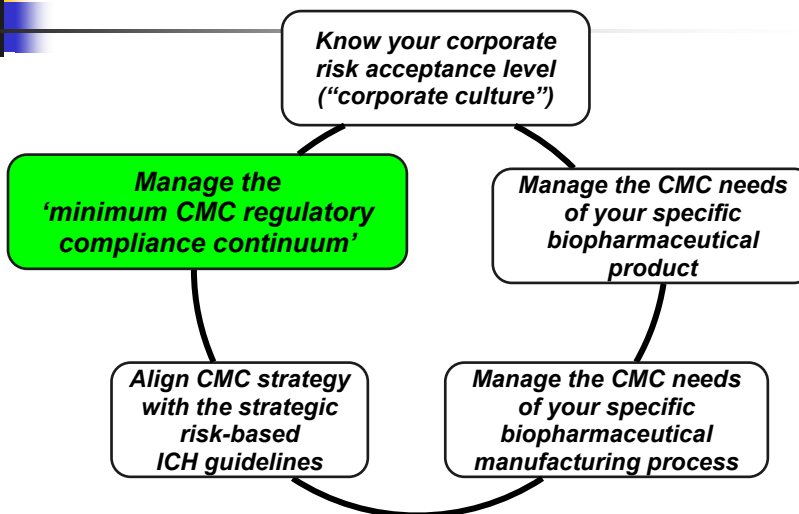 Know your corporate
risk acceptance level
(“corporate culture”)
Manage the
‘minimum CMC regulatory
compliance continuum’
Manage the CMC needs
of your specific
biopharmaceutical
product
Align CMC strategy
with the strategic
risk-based
ICH guidelines
Manage the CMC needs
of your specific
biopharmaceutical
manufacturing process